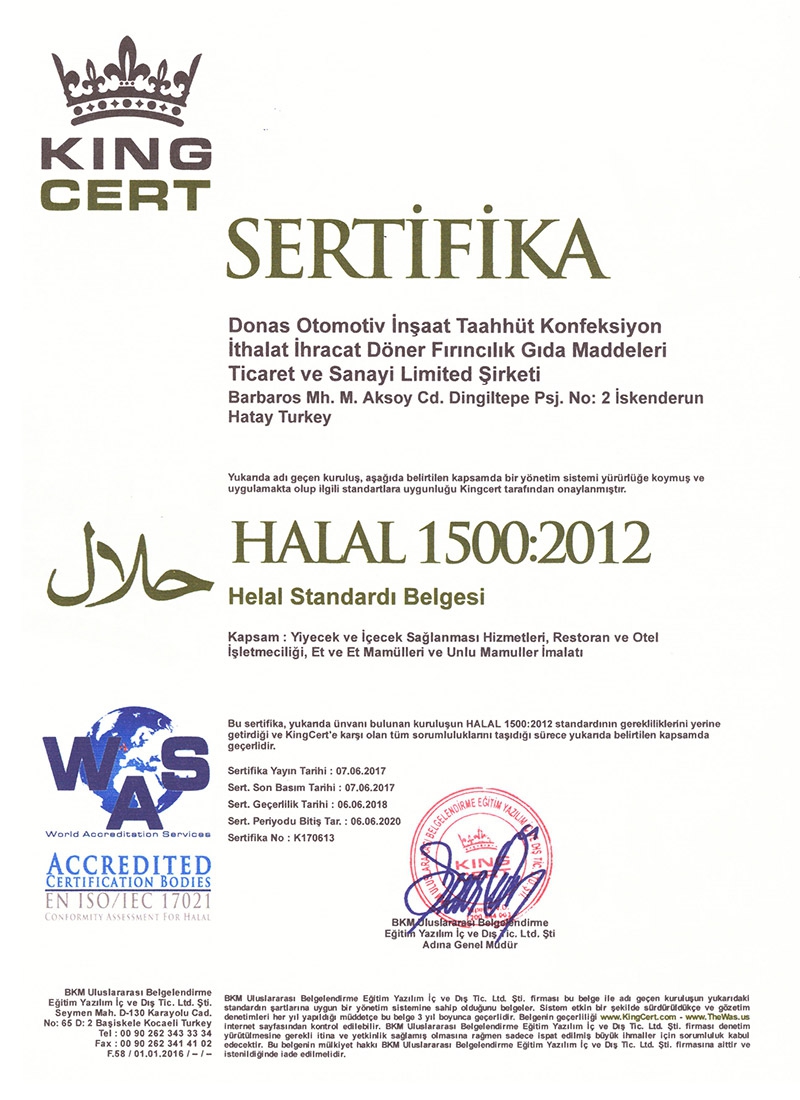 KING
CERT
SERTİFİKA
Donas Otomotiv İnşaat Taahhüt Konfeksiyon
İthalat İhracat Döner Fırıncılık Gıda Maddeleri
Ticaret ve Sanayi Limited Şirketi
Barbaros Mh. M. Aksoy Cd. Dingiltepe Psj. No: 2 İskenderun
Hatay Turkey
Yukarıda adı geçen kuruluş, aşağıda belirtilen kapsamda bir yönetim sistemi yürürlüğe koymuş ve
uygulamakta olup ilgili standartlara uygunluğu Kingcert tarafından onaylanmıştır.
حلال
HALAL 1500:2012
Helal Standardı Belgesi
Kapsam : Yiyecek ve İçecek Sağlanması Hizmetleri, Restoran ve Otel
İşletmeciliği, Et ve Et Mamülleri ve Unlu Mamuller İmalatı
Bu sertifika, yukarıda ünvanı bulunan kuruluşun HALAL 1500:2012 standardının gerekliliklerini yerine
getirdiği ve KingCert'e karşı olan tüm sorumluluklarını taşıdığı sürece yukarıda belirtilen kapsamda
geçerlidir.
Sertifika Yayın Tarihi : 07.06.2017
Sert. Son Basım Tarihi : 07.06.2017
Sert. Geçerlilik Tarihi : 06.06.2018
Sert. Periyodu Bitiş Tar. : 06.06.2020
Sertifika No : K170613
WAS
World Accreditation Services
ACCREDITED
CERTIFICATION BODIES
EN ISO/IEC 17021
CONFORMITY ASSESSMENT FOR HALAL
KING
BKM Uluslararası Belgelendirme
Eğitim Yazılım İç ve Dış Tic. Ltd. Şti
Adına Genel Müdür
BKM Uluslararası Belgelendirme
Eğitim Yazılım İç ve Dış Tic. Ltd. Şti.
Seymen Mah. D-130 Karayolu Cad.
No: 65 D: 2 Başiskele Kocaeli Turkey
Tel : 00 90 262 343 33 34
Fax : 00 90 262 341 41 02
F.58 / 01.01.2016 / – / –
BKM Uluslararası Belgelendirme Eğitim Yazılım İç ve Dış Tic. Ltd. Şti. firması bu belge ile adı geçen kuruluşun yukarıdaki
standardın şartlarına uygun bir yönetim sistemine sahip olduğunu belgeler. Sistem etkin bir şekilde sürdürüldükçe ve gözetim
denetimleri her yıl yapıldığı müddetçe bu belge 3 yıl boyunca geçerlidir. Belgenin geçerliliği www.KingCert.com - www.TheWas.us
Internet sayfasından kontrol edilebilir. BKM Uluslararası Belgelendirme Eğitim Yazılım İç ve Dış Tic. Ltd. Şti. firması denetim
yürütülmesine gerekli itina ve yetkinlik sağlamış olmasına rağmen sadece ispat edilmiş büyük ihmaller için sorumluluk kabul
edecektir. Bu belgenin mülkiyet hakkı BKM Uluslararası Belgelendirme Eğitim Yazılım İç ve Dış Tic. Ltd. Şti. firmasına aittir ve
istenildiğinde iade edilmelidir.